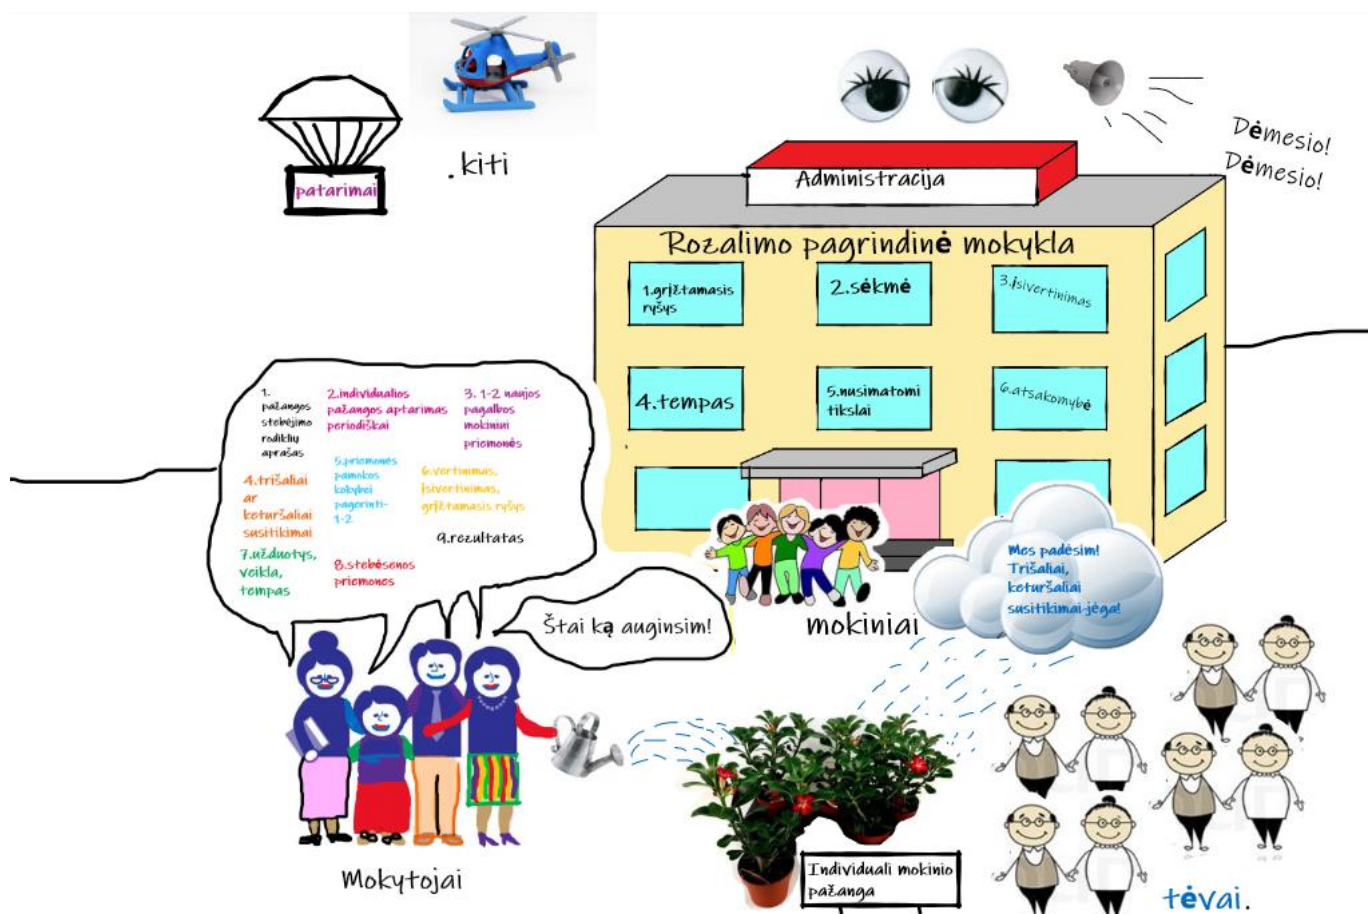 .kiti
patarimai
Dėmesio!
Dėmesio!
Administracija
Rozalimo pagrindinė mokykla
1.grįžtamasis
ryšys
2.sėkmė
3.Įsivertinimas
4.tempas
5.nusimatomi
tikslai
6.atsakomybė
1.
pažangos
stebėjimo
rodiklių
aprašas
2.individualios
pažangos aptarimas
periodiškai
3. 1-2 naujos
pagalbos
mokiniui
priemonės
4.trišaliai
ar
keturšaliai
susitikimai
5.priemonės
pamokos
kokybei
pagerinti-
1-2
6.vertinimas,
Įsivertinimas,
grįžtamasis ryšys
7.užduotys,
veikla,
tempas
8.stebėsenos
priemones
9.rezultatas
Štai ką auginsim!
mokiniai
Mes padėsim!
Trišaliai,
keturšaliai
susitikimai-jėga!
Mokytojai
Individuali mokinio
pažanga
tėvai.